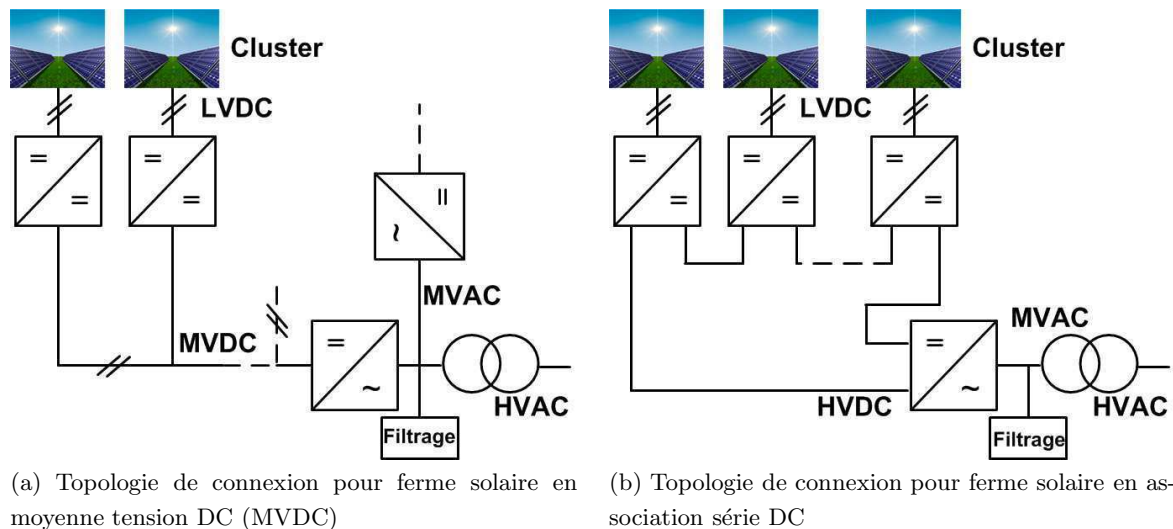 Cluster
LVDC
MVAC
MVDC
HVAC
Filtrage
(a) Topologie de connexion pour ferme solaire en
moyenne tension DC (MVDC)
Cluster
LVDC
MVAC
HVDC
HVAC
Filtrage
(b) Topologie de connexion pour ferme solaire en as-
sociation série DC